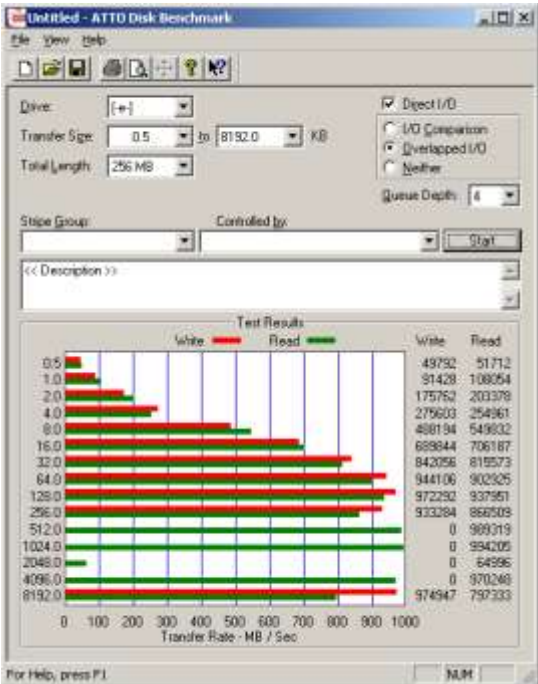 Untitled - ATTO Disk Benchmark
File View Help
Drive: [-e-] Direct I/O
Transfer Size: 0.5 to 8192.0 KB I/O Comparison
Overlapped I/O
Total Length: 256 MB Neither
Queue Depth: 4
Stripe Group: Controlled by:
Start
<< Description >>
Test Results
Write Read Write Read
0.5 49792 51712
1.0 91428 108054
2.0 175762 203378
4.0 275603 254961
8.0 488194 549832
16.0 689844 706187
32.0 842056 815573
64.0 944106 902325
128.0 972292 937951
256.0 933284 866509
512.0 0 989319
1024.0 0 994205
2048.0 0 64996
4096.0 0 970248
8192.0 974947 797333
0 100 200 300 400 500 600 700 800 900 1000
Transfer Rate - MB / Sec
For Help, press F1 NUM